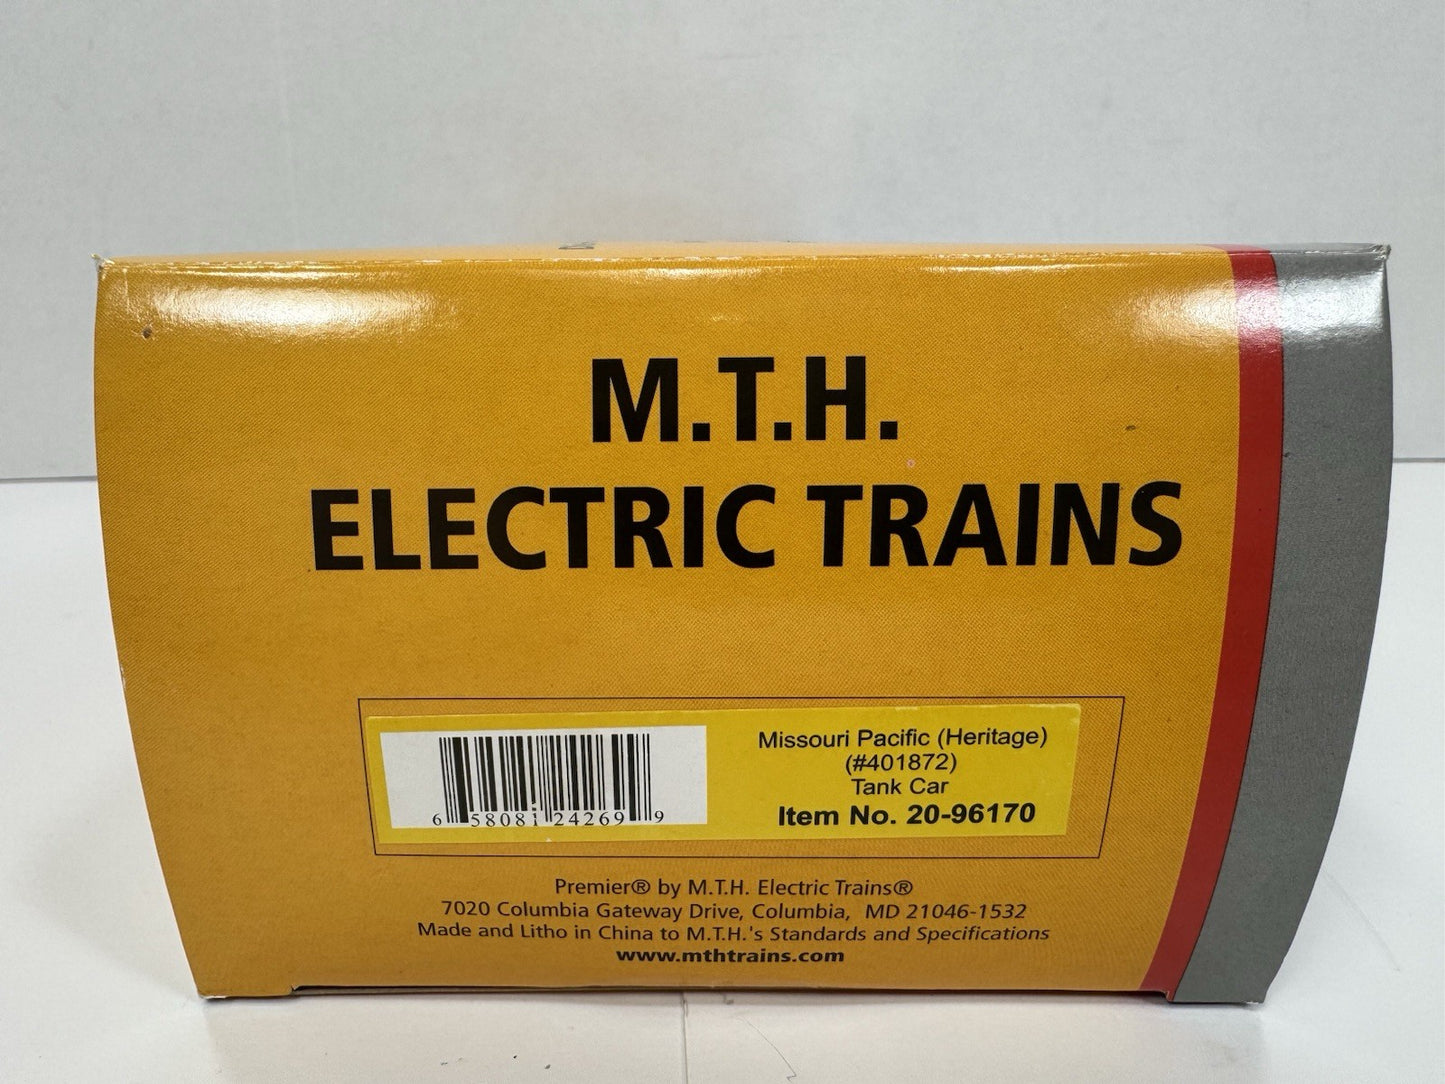 M.T.H.
ELECTRIC TRAINS
Missouri Pacific (Heritage)
(#401872)
Tank Car
Item No. 20-96170
6 58081 24269 9
Premier® by M.T.H. Electric Trains®
7020 Columbia Gateway Drive, Columbia, MD 21046-1532
Made and Litho in China to M.T.H.'s Standards and Specifications
www.mthtrains.com